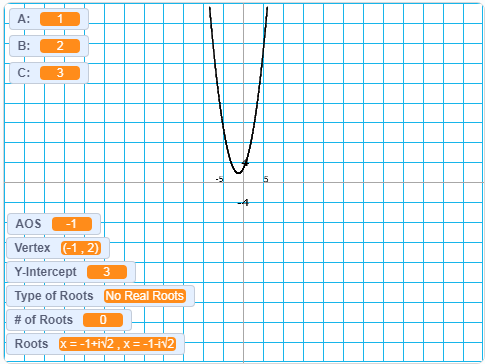 A: 1
B: 2
C: 3
4
-5 5
-4
AOS -1
Vertex (-1 , 2)
Y-Intercept 3
Type of Roots No Real Roots
# of Roots 0
Roots x = -1+i√2 , x = -1-i√2